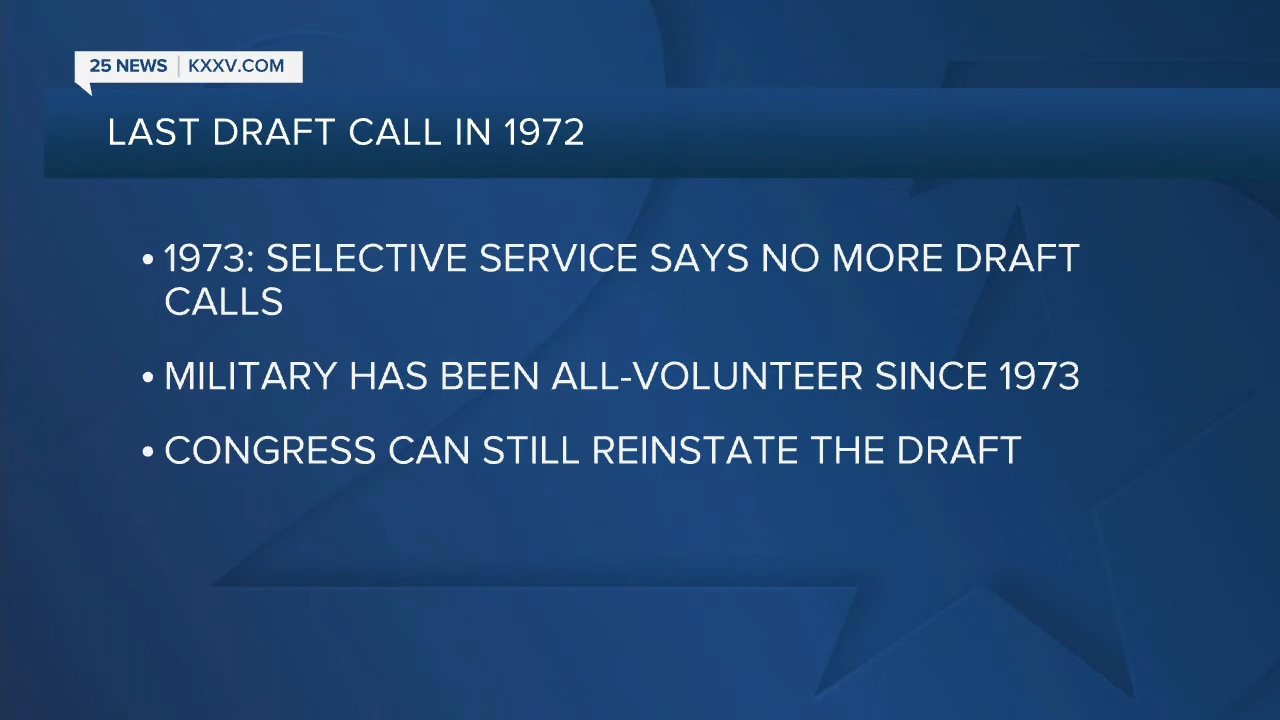 25 NEWS | KXXV.COM
LAST DRAFT CALL IN 1972
• 1973: SELECTIVE SERVICE SAYS NO MORE DRAFT
CALLS
• MILITARY HAS BEEN ALL-VOLUNTEER SINCE 1973
• CONGRESS CAN STILL REINSTATE THE DRAFT